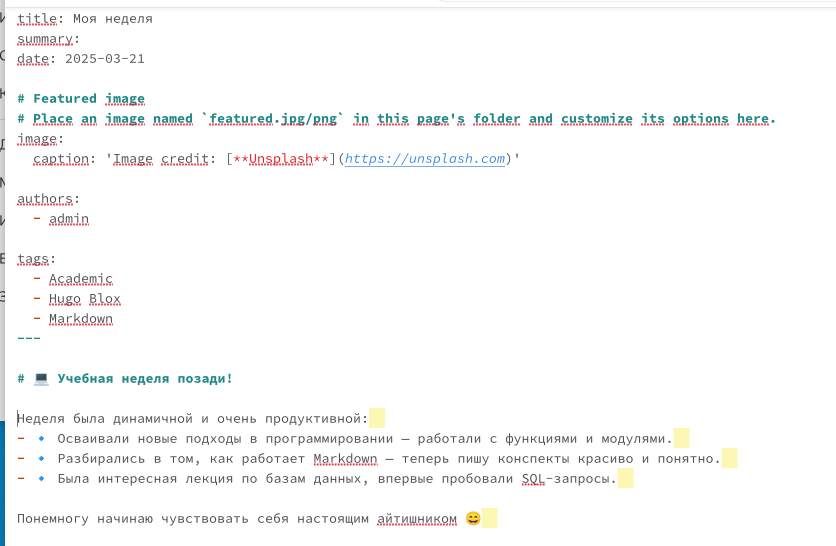 title: Моя неделя
summary:
date: 2025-03-21
# Featured image
# Place an image named `featured.jpg/png` in this page's folder and customize its options here.
image:
caption: 'Image credit: [**Unsplash**](https://unsplash.com)'
authors:
- admin
tags:
- Academic
- Hugo Blox
- Markdown
---
# 💻 Учебная неделя позади!
Неделя была динамичной и очень продуктивной:
- 🔹 Осваивали новые подходы в программировании — работали с функциями и модулями.
- 🔹 Разбирались в том, как работает Markdown — теперь пишу конспекты красиво и понятно.
- 🔹 Была интересная лекция по базам данных, впервые пробовали SQL-запросы.
Понемногу начинаю чувствовать себя настоящим айтишником 😄